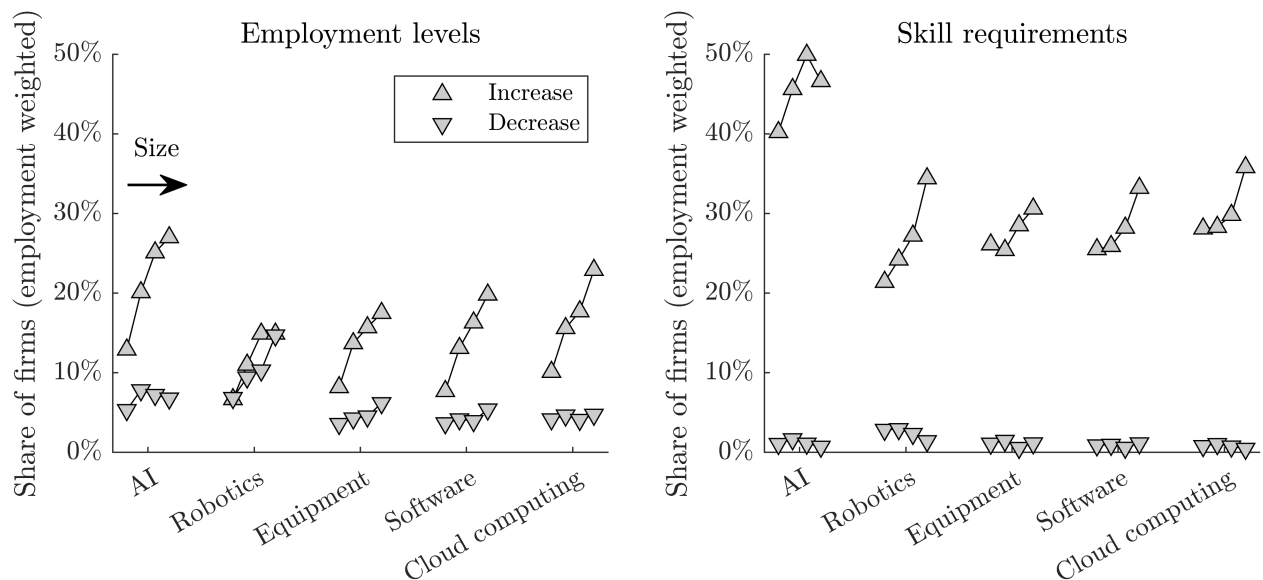 Employment levels
Share of firms (employment weighted)
50%
40%
30%
20%
10%
0%
Increase
Decrease
Size
AI
Robotics
Equipment
Software
Cloud computing
Skill requirements
Share of firms (employment weighted)
50%
40%
30%
20%
10%
0%
AI
Robotics
Equipment
Software
Cloud computing